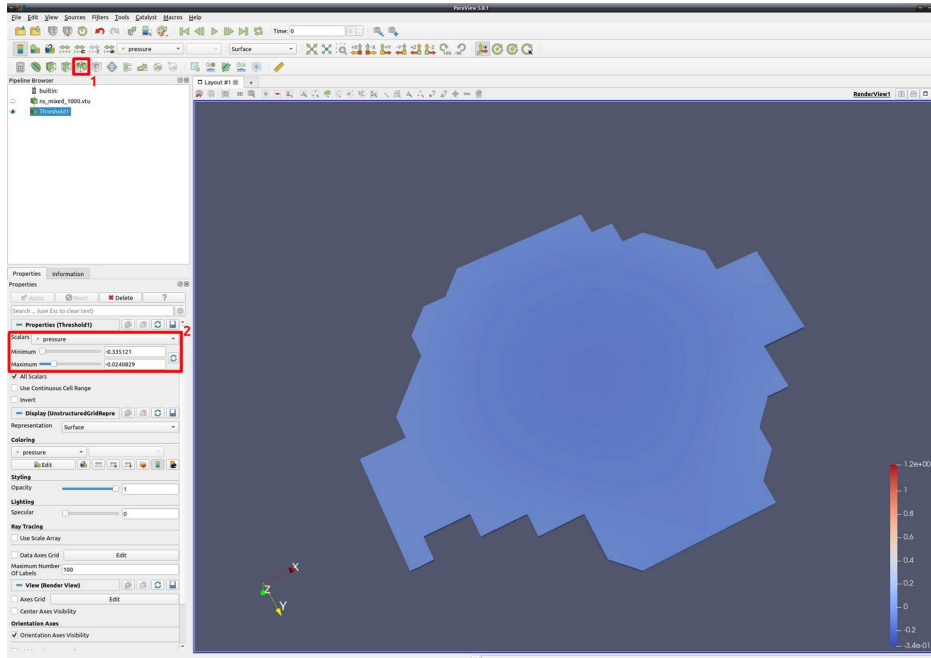 ParaView 5.8.1
File Edit View Sources Filters Tools Catalyst Macros Help
Time: 0
pressure Surface
1
Pipeline Browser
Layout #1
builtin:
3D
RenderView1
ns_mixed_1000.vtu
Threshold1
Properties Information
Properties
Apply Reset Delete ?
Search ... (use Esc to clear text)
Properties (Threshold1)
2
Scalars pressure
Minimum -0.335121
Maximum -0.0240829
All Scalars
Use Continuous Cell Range
Invert
Display (UnstructuredGridRepre
Representation Surface
Coloring
pressure
Edit
Styling
Opacity 1
Lighting
Specular 0
Ray Tracing
Use Scale Array
Data Axes Grid Edit
Maximum Number
Of Labels 100
View (Render View)
Axes Grid Edit
Center Axes Visibility
Orientation Axes
Orientation Axes Visibility
X
Z
Y
1.2e+00
1
0.8
0.6
0.4
0.2
0
-0.2
-3.4e-01